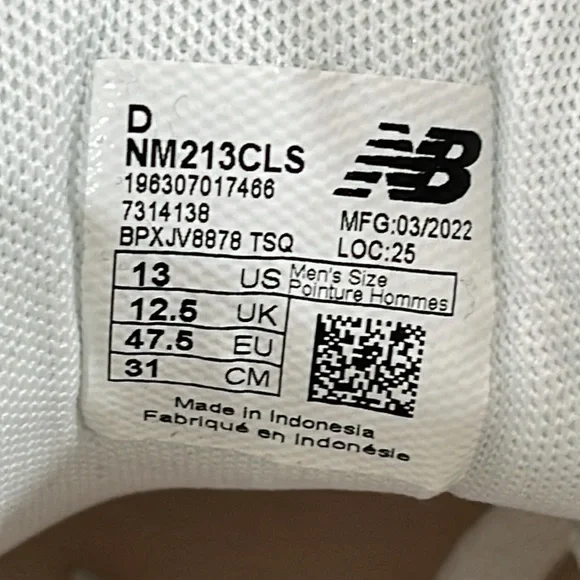 D
NM213CLS
196307017466
7314138
BPXJV8878 TSQ
NB
MFG:03/2022
LOC:25
13 US Men's Size
Pointure Hommes
12.5 UK
47.5 EU
31 CM
Made in Indonesia
Fabriqué en Indonésie